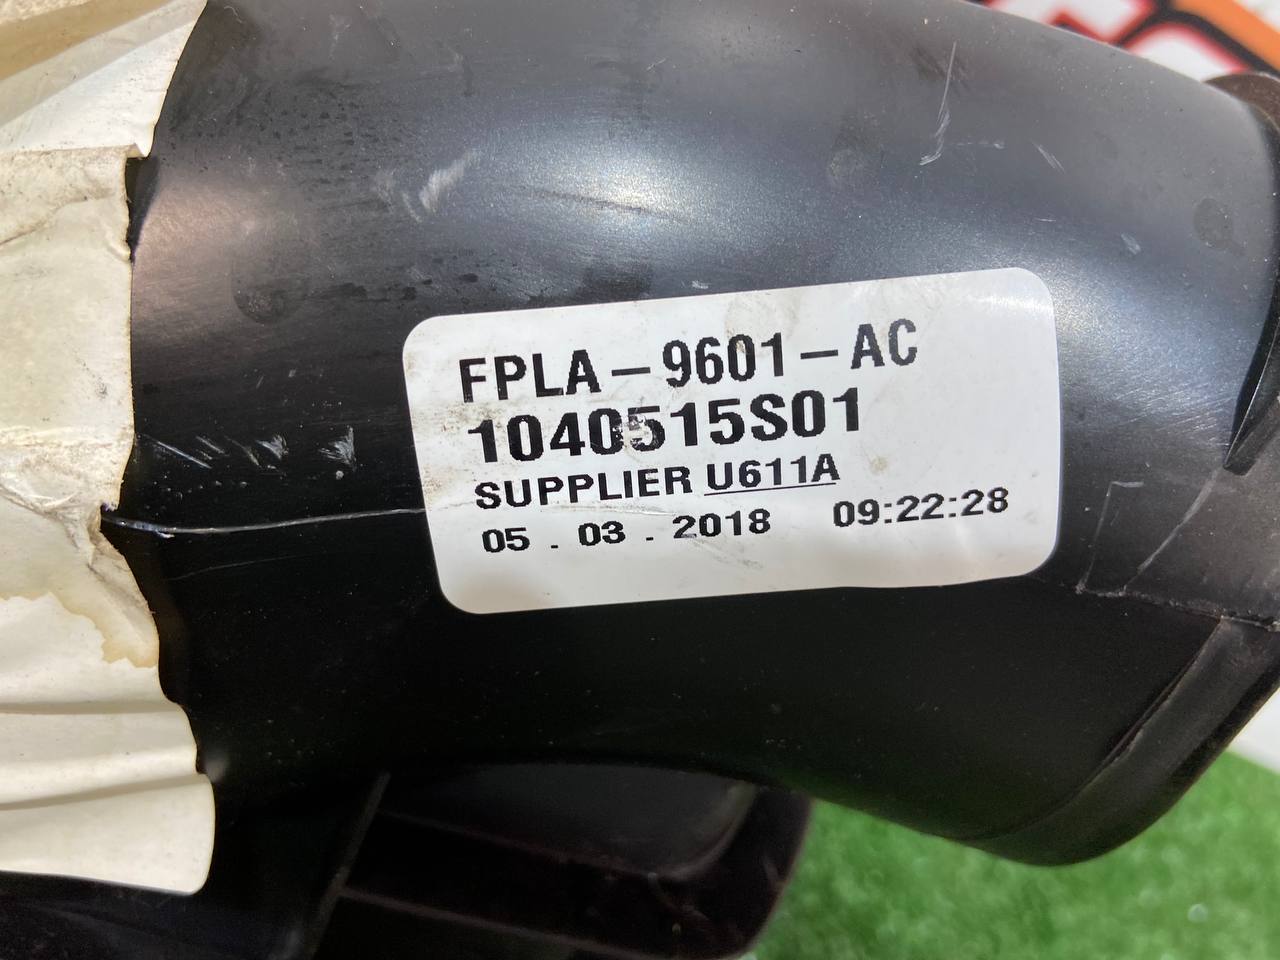 FPLA-9601-AC
1040515S01
SUPPLIER U611A
05 . 03 . 2018 09:22:28